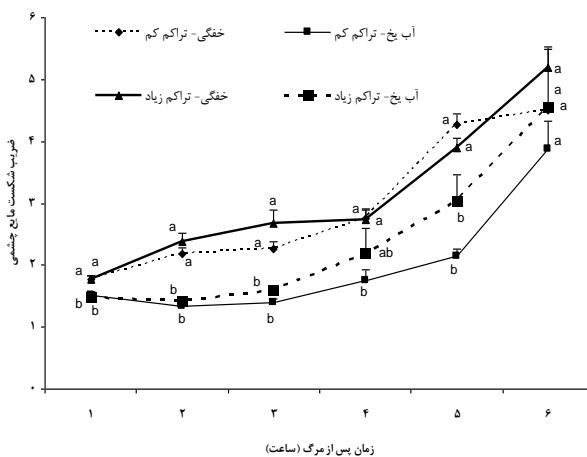 خفگی- تراکم کم
آب یخ- تراکم کم
خفگی- تراکم زیاد
آب یخ- تراکم زیاد
ضریب شکست مایع چشمی
۶
۵
۴
۳
۲
۱
۰
a a a a a a a a a a a a a
b b b b b b ab b b b
۱ ۲ ۳ ۴ ۵ ۶
زمان پس از مرگ (ساعت)